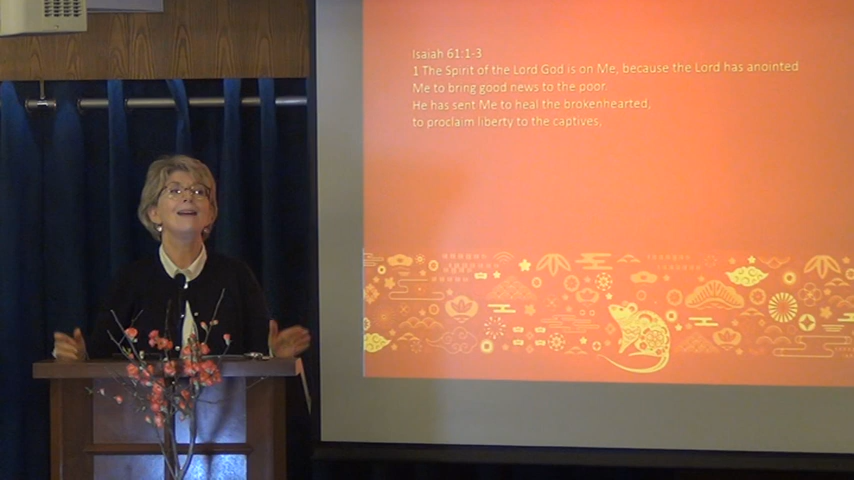 Isaiah 61:1-3
1 The Spirit of the Lord God is on Me, because the Lord has anointed
Me to bring good news to the poor.
He has sent Me to heal the brokenhearted,
to proclaim liberty to the captives,